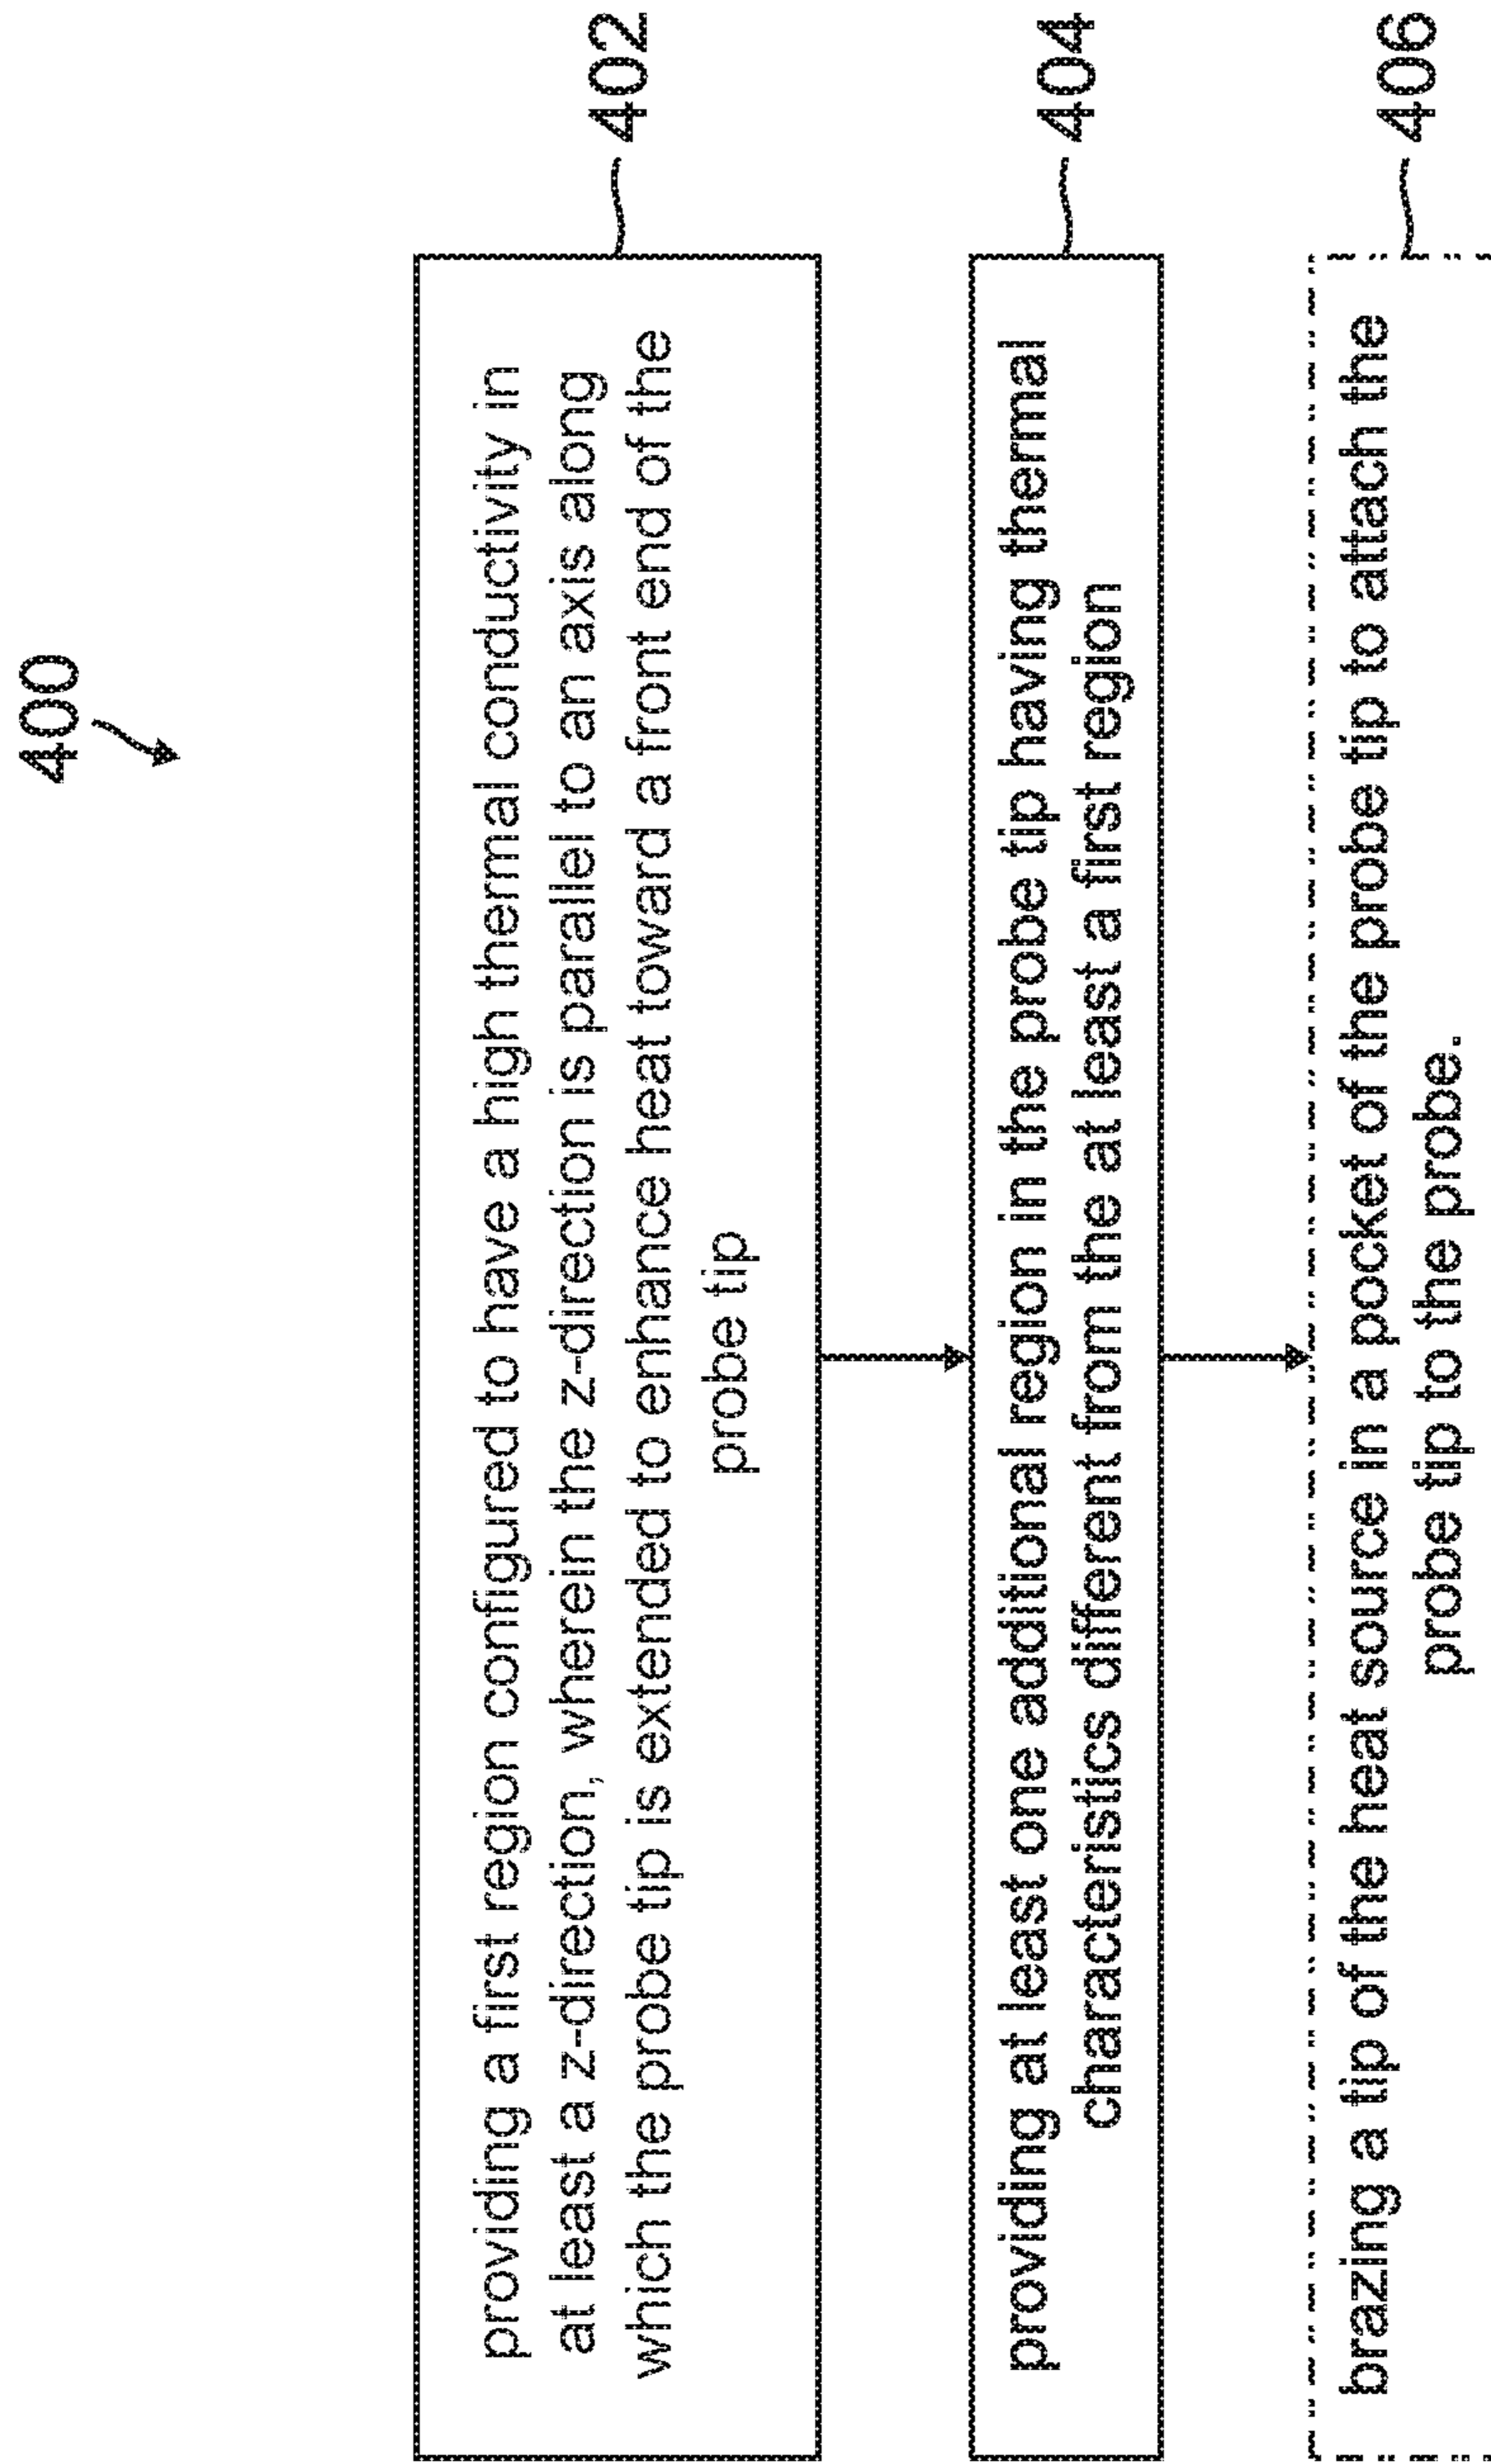 400
providing a first region configured to have a high thermal conductivity in
at least a z-direction, wherein the z-direction is parallel to an axis along
which the probe tip is extended to enhance heat toward a front end of the
probe tip
402
providing at least one additional region in the probe tip having thermal
characteristics different from the at least a first region
404
brazing a tip of the heat source in a pocket of the probe tip to attach the
probe tip to the probe.
406